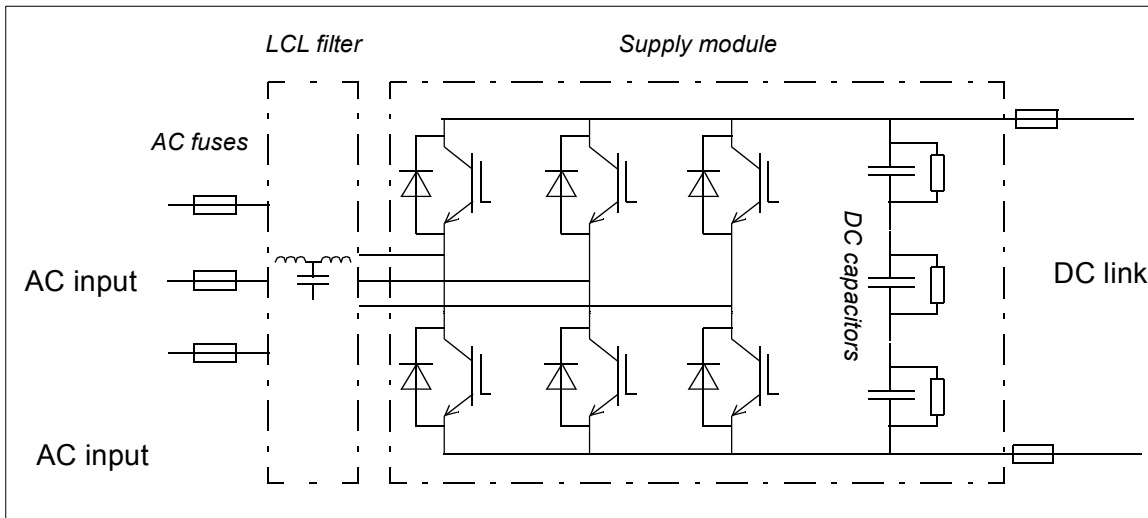 LCL filter
Supply module
AC fuses
AC input
DC capacitors
DC link
AC input